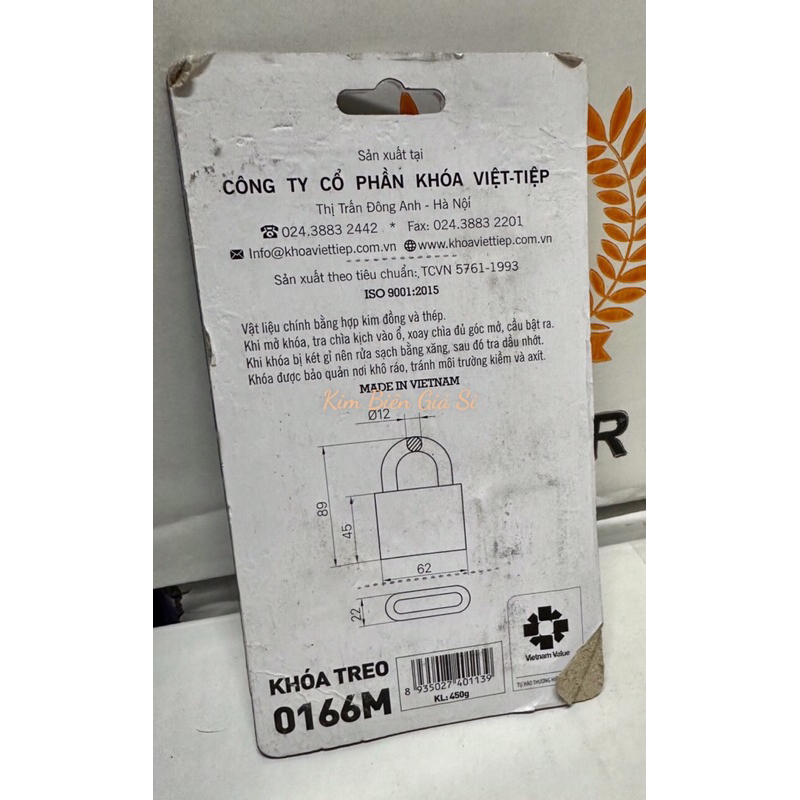 Sản xuất tại
CÔNG TY CỔ PHẦN KHÓA VIỆT-TIỆP
Thị Trấn Đông Anh - Hà Nội
024.3883 2442 * Fax: 024.3883 2201
Info@khoaviettiep.com.vn www.khoaviettiep.com.vn
Sản xuất theo tiêu chuẩn: TCVN 5761-1993
ISO 9001:2015
Vật liệu chính bằng hợp kim đồng và thép.
Khi mở khóa, tra chìa kịch vào ổ, xoay chìa đủ góc mở, cầu bật ra.
Khi khóa bị kẹt gỉ nên rửa sạch bằng xăng, sau đó tra dầu nhớt.
Khóa được bảo quản nơi khô ráo, tránh môi trường kiềm và axít.
MADE IN VIETNAM
Kim Biên Giá Sỉ
Ø12
89
45
62
22
KHÓA TREO
0166M
8 935027 401139
KL: 450g
Vietnam Value
TỰ HÀO THƯƠNG
R